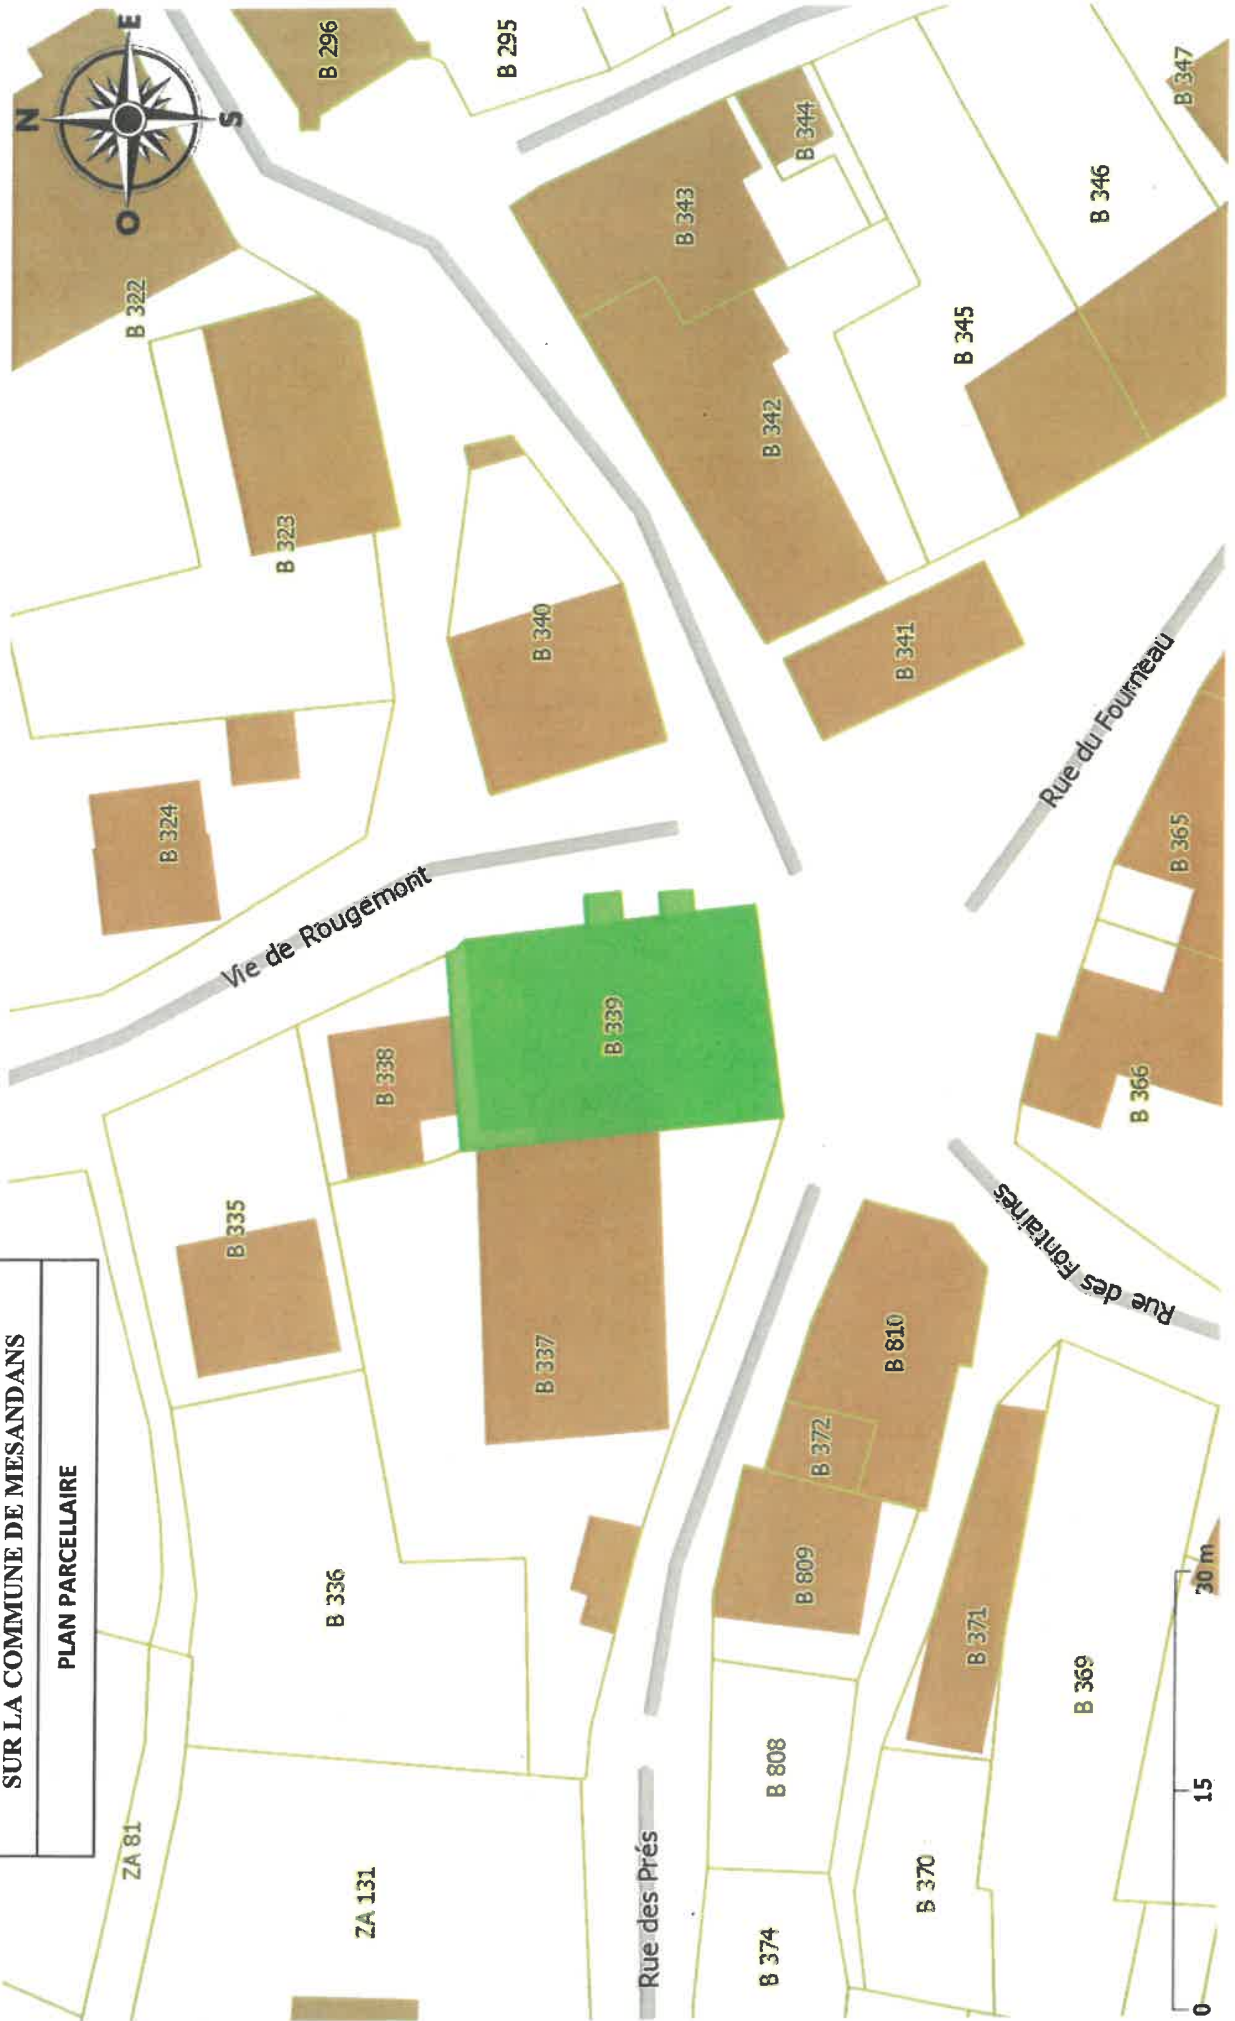 SUR LA COMMUNE DE MESANDANS
PLAN PARCELLAIRE
N
E
S
O
ZA 81
ZA 131
B 336
B 335
B 338
B 337
B 339
Vie de Rougemont
B 324
B 323
B 322
B 340
B 296
B 295
B 343
B 344
B 342
B 345
B 346
B 347
B 341
Rue du Fourneau
B 365
B 366
Rue des Fontaines
B 810
B 372
B 809
B 371
B 369
B 808
B 370
B 374
Rue des Prés
0
15
30 m